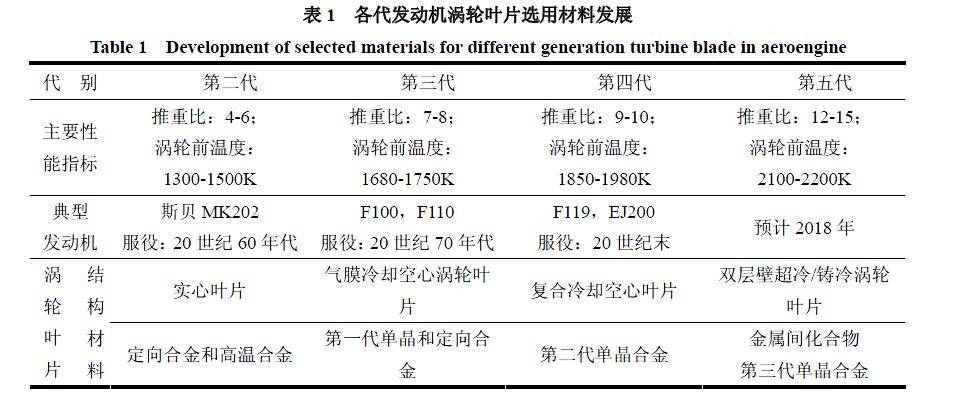 表 1 各代发动机涡轮叶片选用材料发展
Table 1 Development of selected materials for different generation turbine blade in aeroengine
代 别 第二代 第三代 第四代 第五代
主要性能指标
推重比：4-6；
涡轮前温度：
1300-1500K
推重比：7-8；
涡轮前温度：
1680-1750K
推重比：9-10；
涡轮前温度：
1850-1980K
推重比：12-15；
涡轮前温度：
2100-2200K
典型
发动机
斯贝 MK202
服役：20 世纪 60 年代
F100，F110
服役：20 世纪 70 年代
F119，EJ200
服役：20 世纪末
预计 2018 年
涡 结
轮 构
实心叶片
气膜冷却空心涡轮叶
片
复合冷却空心叶片
双层壁超冷/铸冷涡轮
叶片
叶 材
片 料
定向合金和高温合金
第一代单晶和定向合
金
第二代单晶合金
金属间化合物
第三代单晶合金